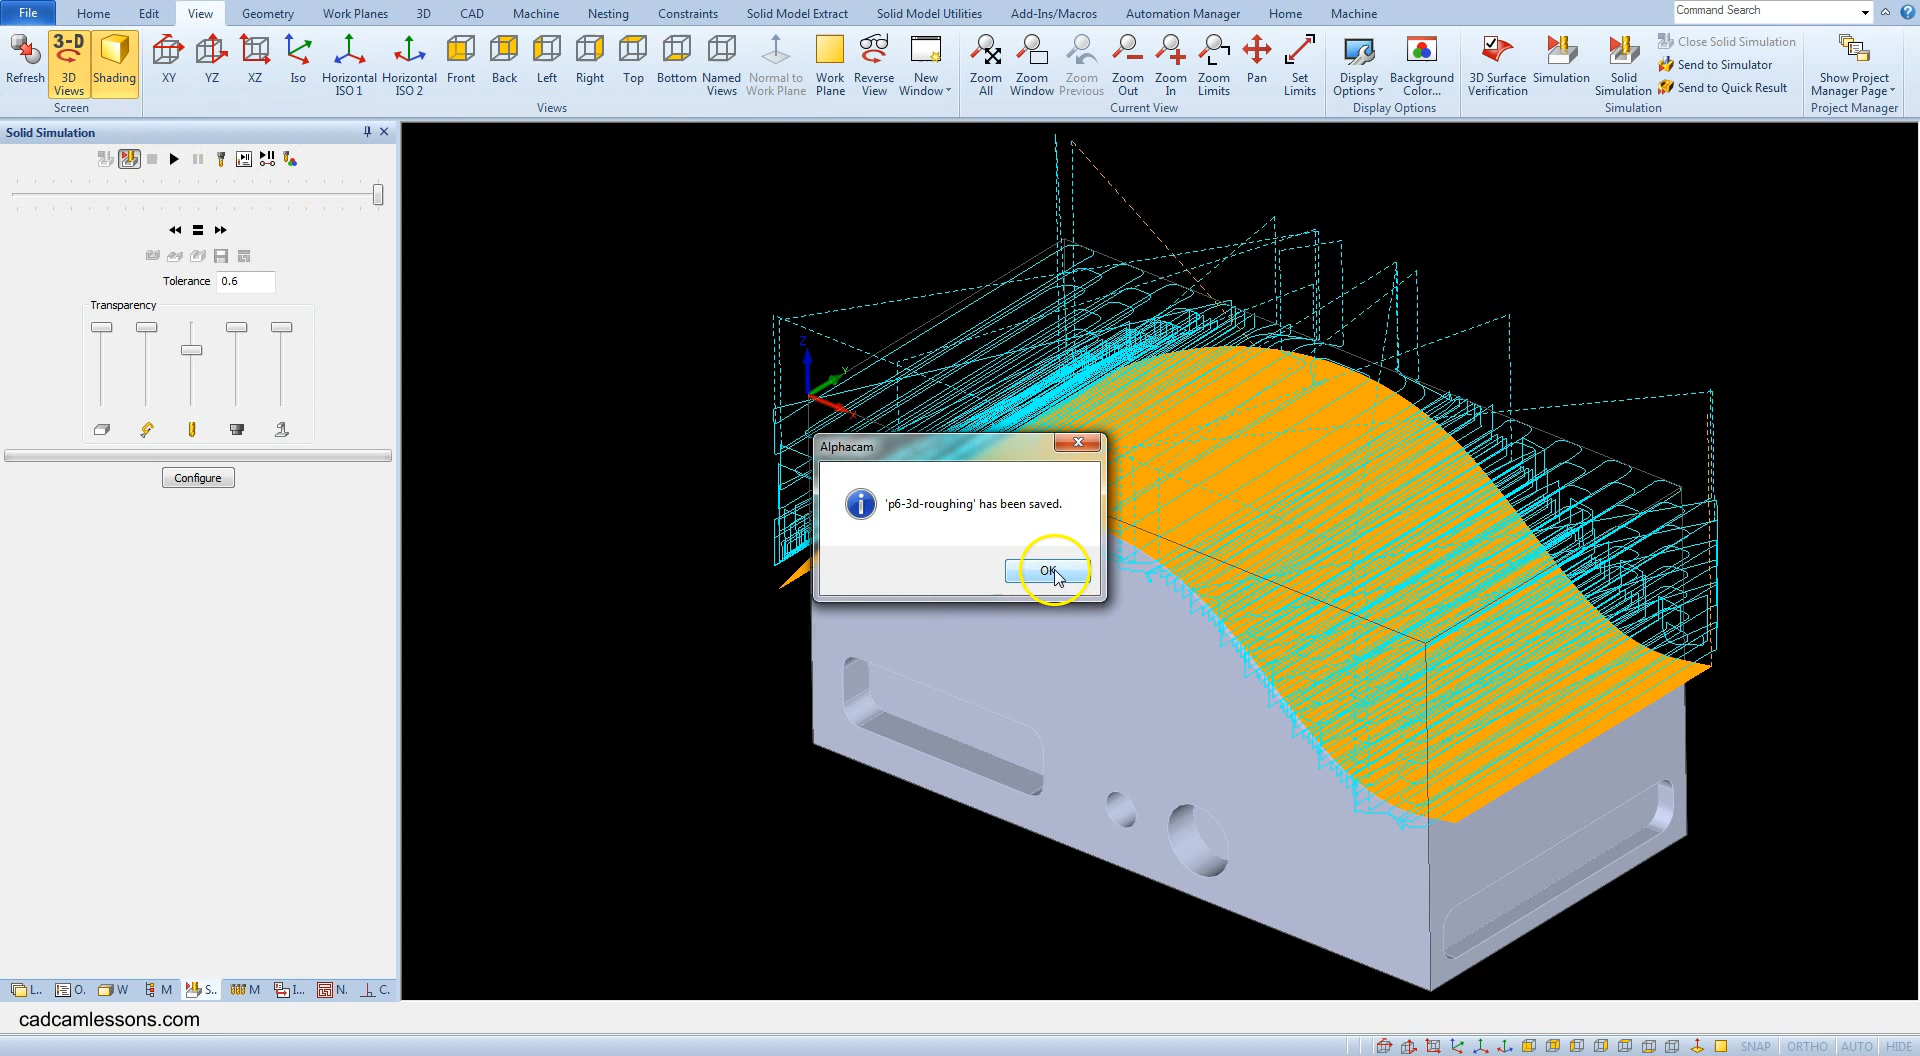 File Home Edit View Geometry Work Planes 3D CAD Machine Nesting Constraints Solid Model Extract Solid Model Utilities Add-Ins/Macros Automation Manager Home Machine Command Search
Refresh 3-D 3D Views Shading XY YZ XZ Iso Horizontal ISO 1 Horizontal ISO 2 Front Back Left Right Top Bottom Named Views Normal to Work Plane Work Plane Reverse View New Window Zoom All Zoom Window Zoom Previous Zoom Out Zoom In Zoom Limits Pan Set Limits Display Options Background Color... 3D Surface Verification Simulation Solid Simulation Close Solid Simulation
Send to Simulator
Send to Quick Result
Show Project Manager Page
Screen Views Current View Display Options Simulation Project Manager
Solid Simulation
Tolerance 0.6
Transparency
Configure
Z
Y
X
Alphacam
'p6-3d-roughing' has been saved.
OK
L.. O. W M S.. M I... N. C.
cadcamlessons.com
SNAP ORTHO AUTO HIDE